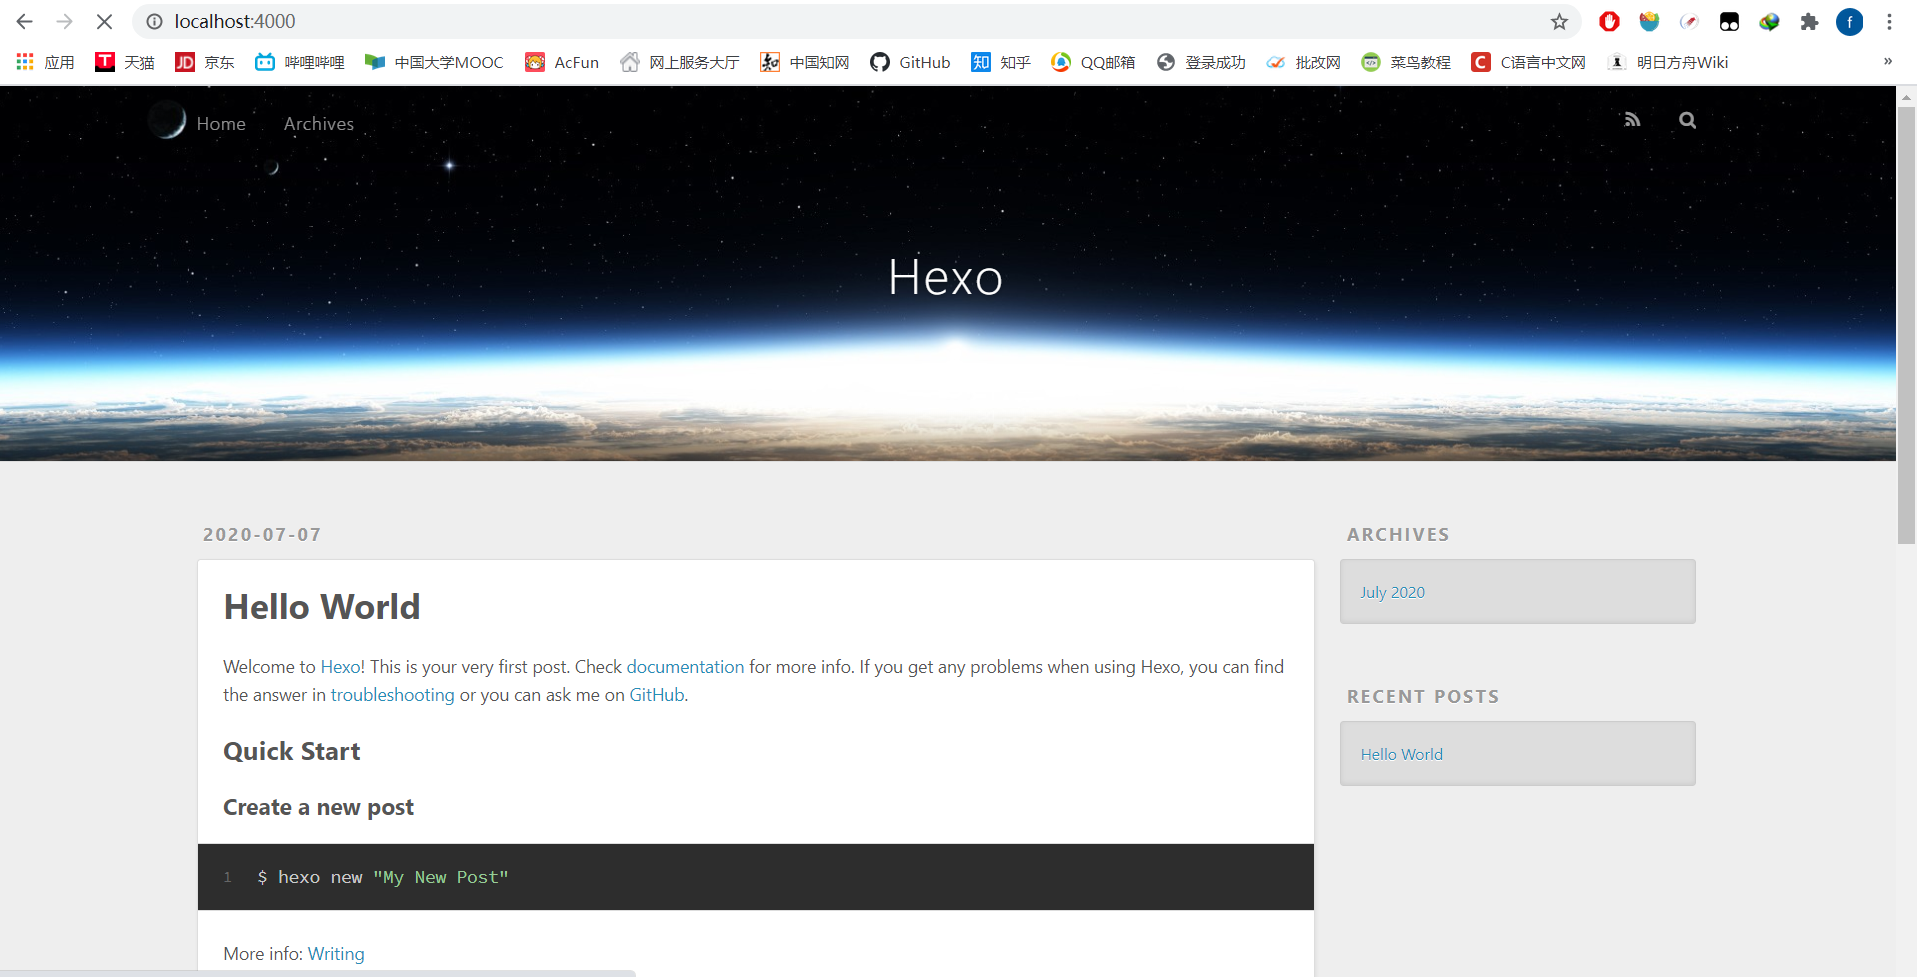 localhost:4000
f
应用 天猫 京东 哔哩哔哩 中国大学MOOC AcFun 网上服务大厅 中国知网 GitHub 知乎 QQ邮箱 登录成功 批改网 菜鸟教程 C语言中文网 明日方舟Wiki »
Home Archives
Hexo
2020-07-07
Hello World
Welcome to Hexo! This is your very first post. Check documentation for more info. If you get any problems when using Hexo, you can find
the answer in troubleshooting or you can ask me on GitHub.
Quick Start
Create a new post
1 $ hexo new "My New Post"
More info: Writing
ARCHIVES
July 2020
RECENT POSTS
Hello World